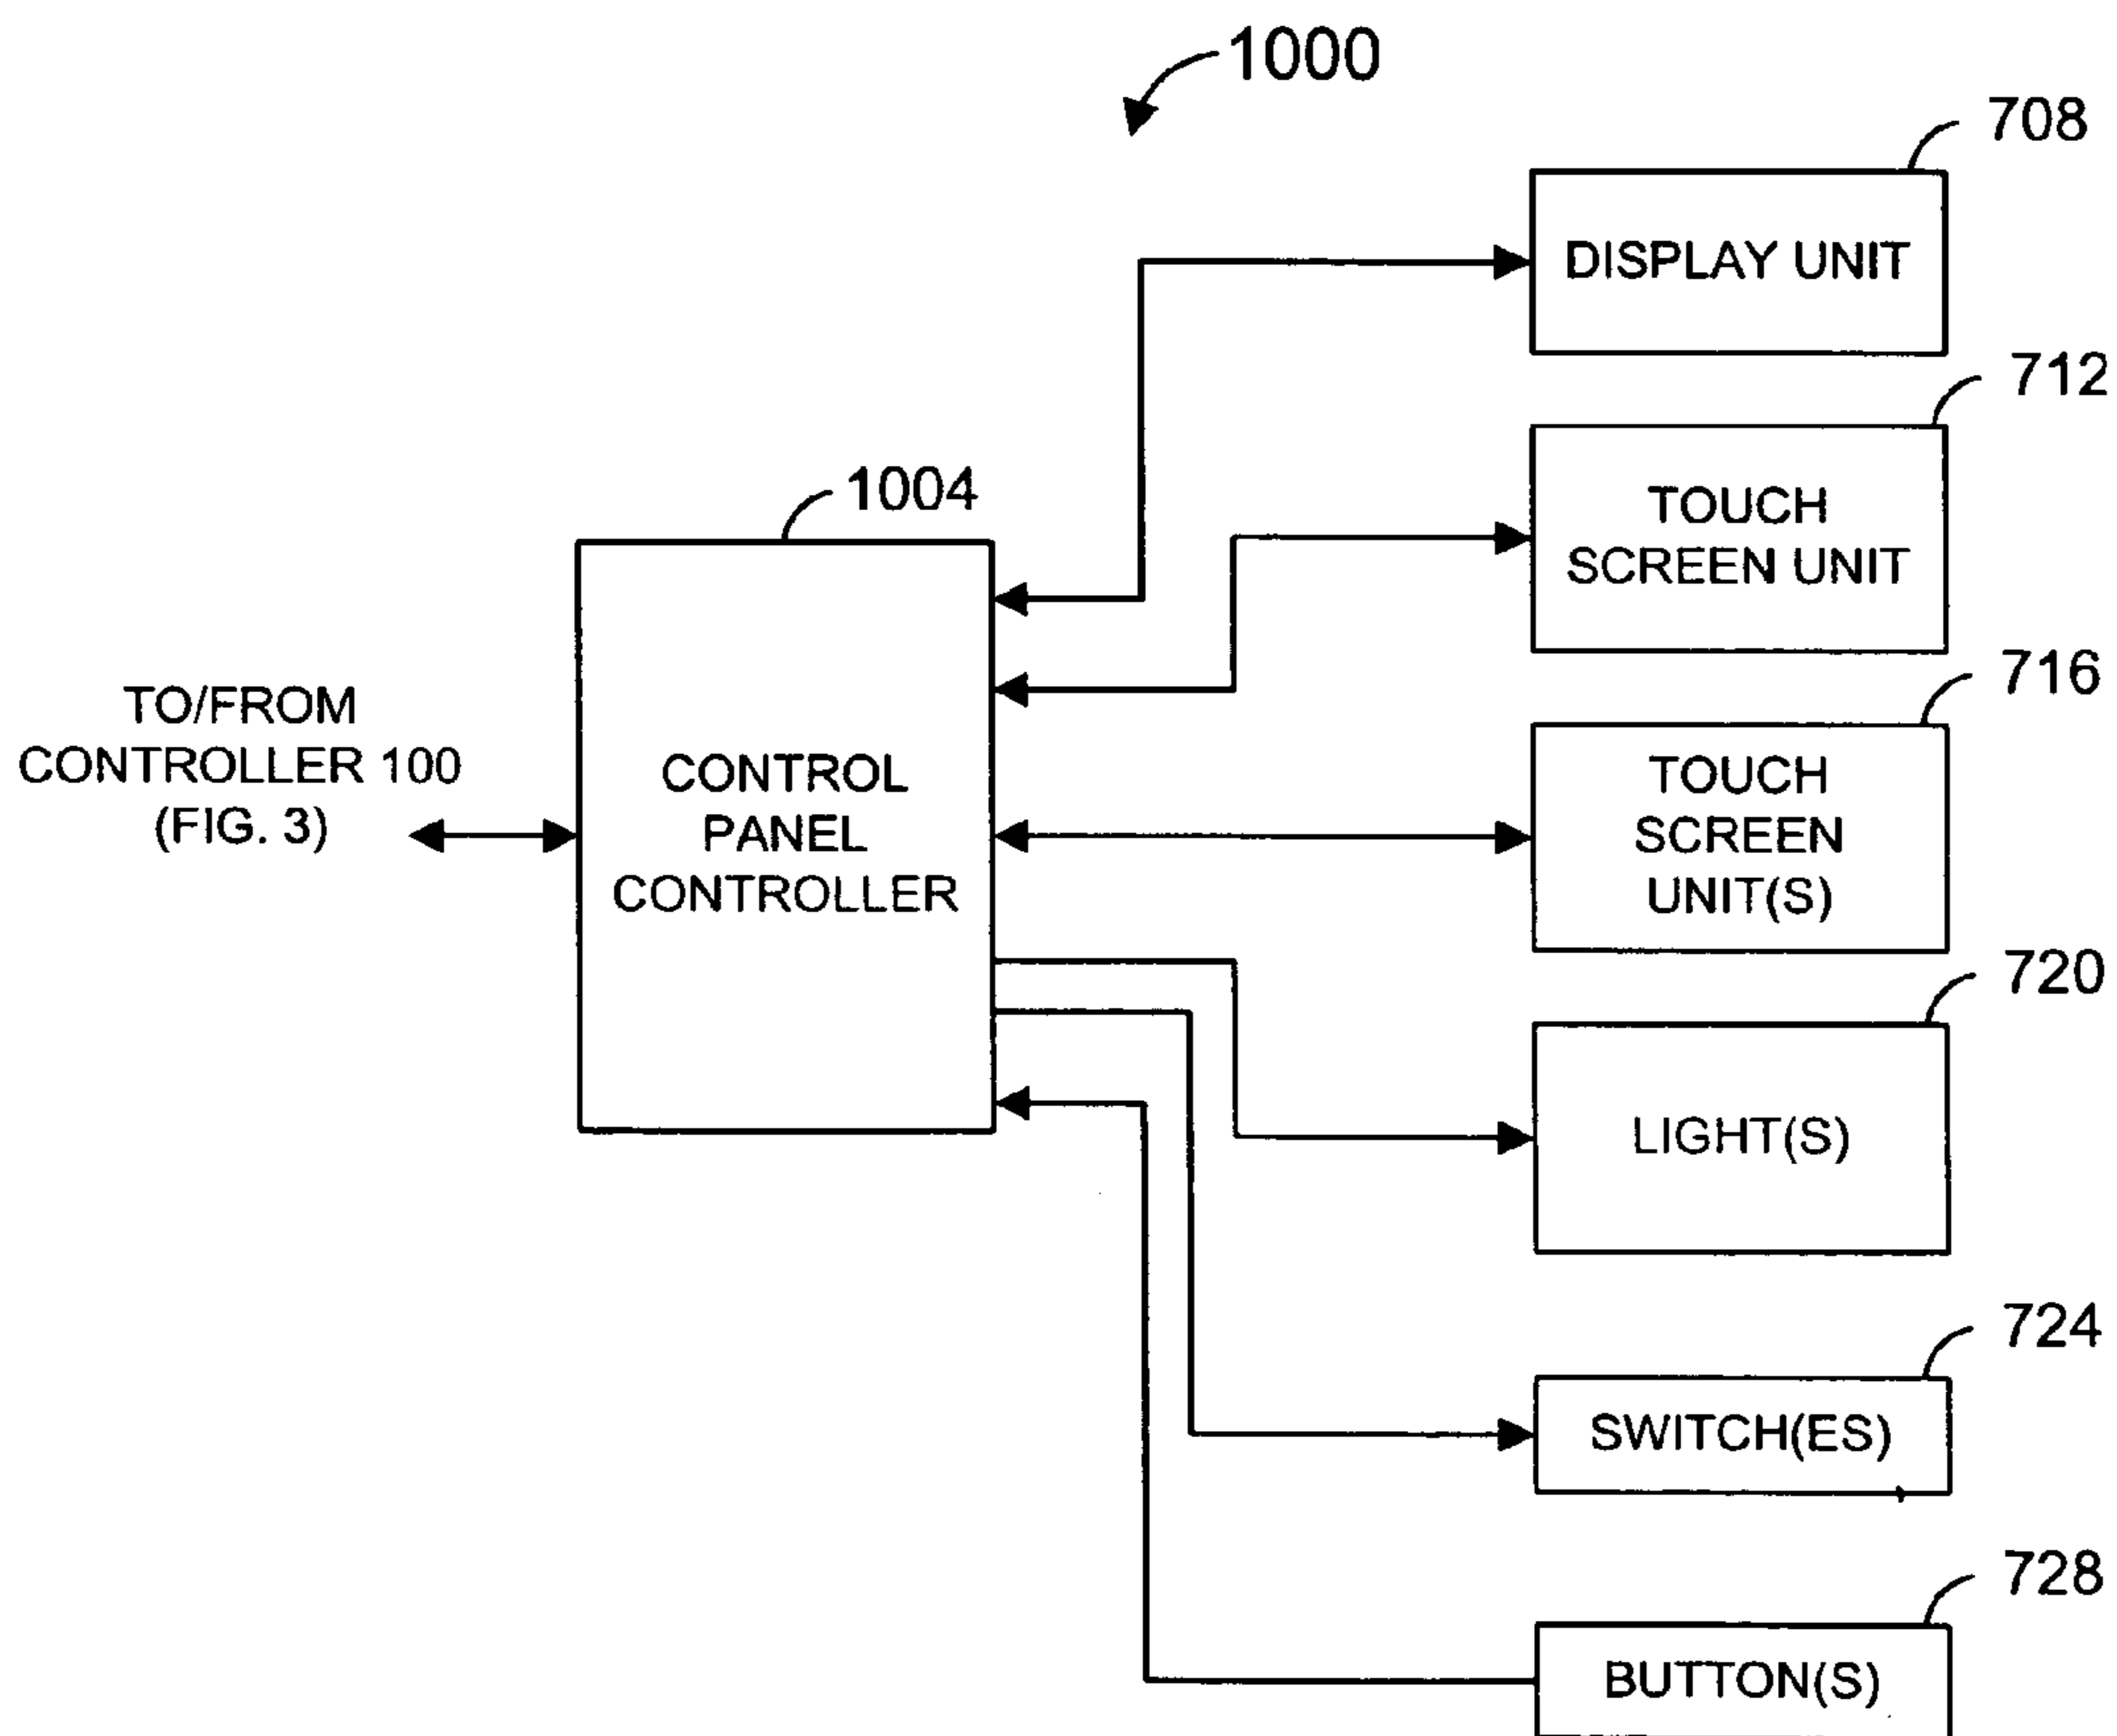 1000
708
DISPLAY UNIT
712
TOUCH
SCREEN UNIT
1004
716
TO/FROM
CONTROLLER 100
(FIG. 3)
CONTROL
PANEL
CONTROLLER
TOUCH
SCREEN
UNIT(S)
720
LIGHT(S)
724
SWITCH(ES)
728
BUTTON(S)